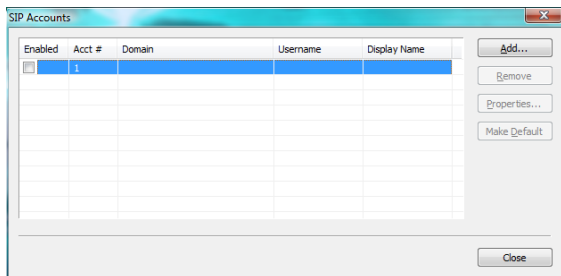 SIP Accounts
Enabled Acct # Domain Username Display Name
1
Add...
Remove
Properties...
Make Default
Close